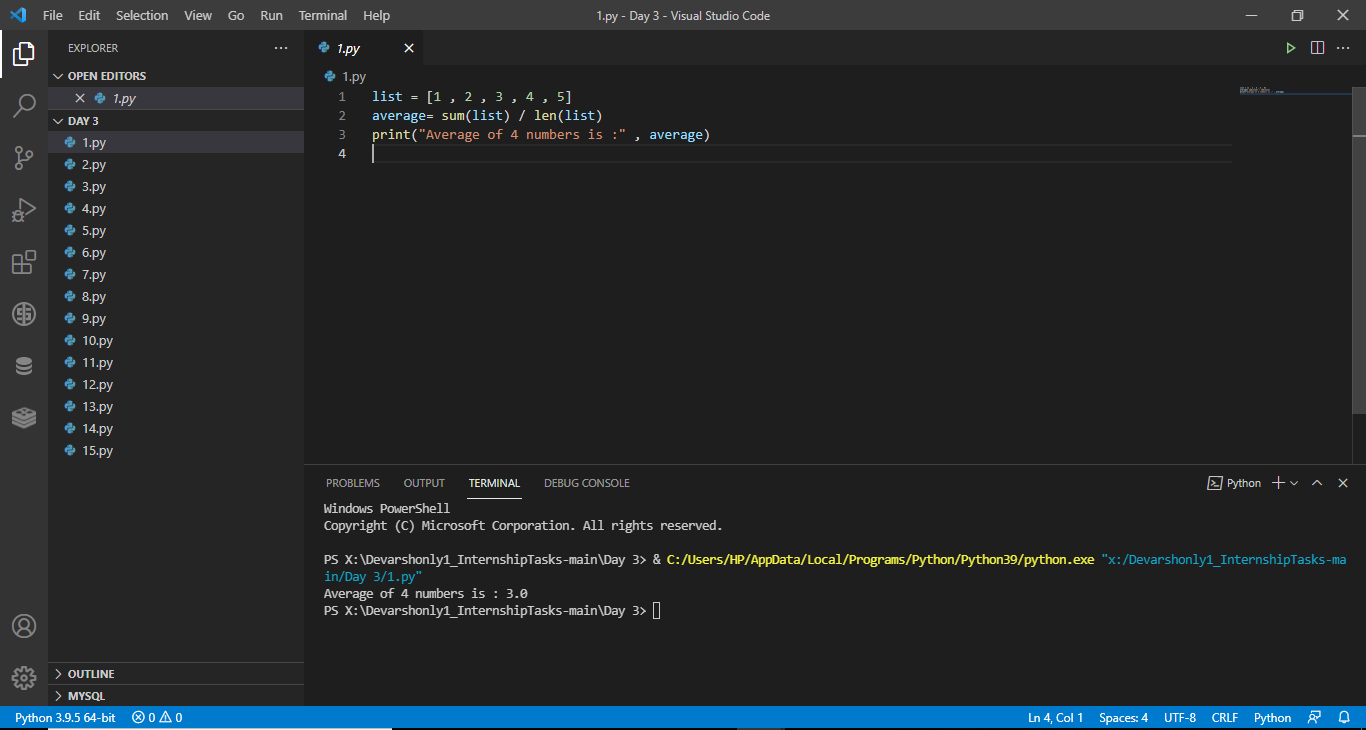 File Edit Selection View Go Run Terminal Help 1.py - Day 3 - Visual Studio Code
EXPLORER
OPEN EDITORS
1.py
DAY 3
1.py
2.py
3.py
4.py
5.py
6.py
7.py
8.py
9.py
10.py
11.py
12.py
13.py
14.py
15.py
OUTLINE
MYSQL
1.py
1.py
1 list = [1 , 2 , 3 , 4 , 5]
2 average= sum(list) / len(list)
3 print("Average of 4 numbers is :" , average)
4
PROBLEMS OUTPUT TERMINAL DEBUG CONSOLE Python
Windows PowerShell
Copyright (C) Microsoft Corporation. All rights reserved.
PS X:\Devarshonly1_InternshipTasks-main\Day 3> & C:/Users/HP/AppData/Local/Programs/Python/Python39/python.exe "x:/Devarshonly1_InternshipTasks-ma
in/Day 3/1.py"
Average of 4 numbers is : 3.0
PS X:\Devarshonly1_InternshipTasks-main\Day 3>
Python 3.9.5 64-bit 0 0 Ln 4, Col 1 Spaces: 4 UTF-8 CRLF Python